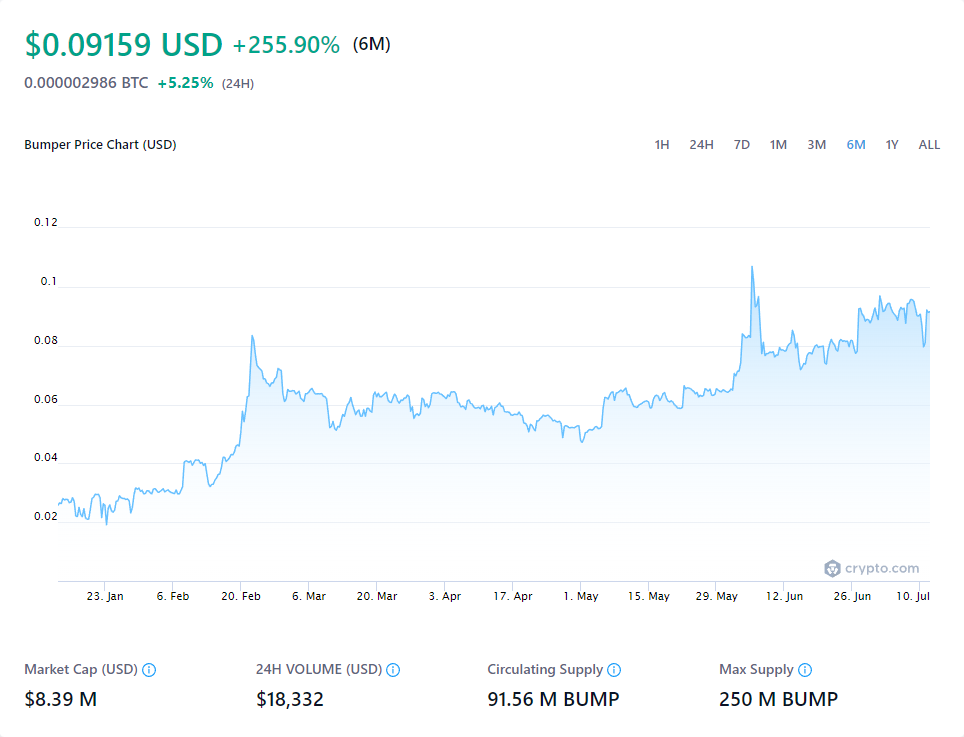 $0.09159 USD +255.90% (6M)
0.000002986 BTC +5.25% (24H)
Bumper Price Chart (USD) 1H 24H 7D 1M 3M 6M 1Y ALL
0.12
0.1
0.08
0.06
0.04
0.02
crypto.com
23. Jan 6. Feb 20. Feb 6. Mar 20. Mar 3. Apr 17. Apr 1. May 15. May 29. May 12. Jun 26. Jun 10. Jul
Market Cap (USD) 24H VOLUME (USD) Circulating Supply Max Supply
$8.39 M $18,332 91.56 M BUMP 250 M BUMP